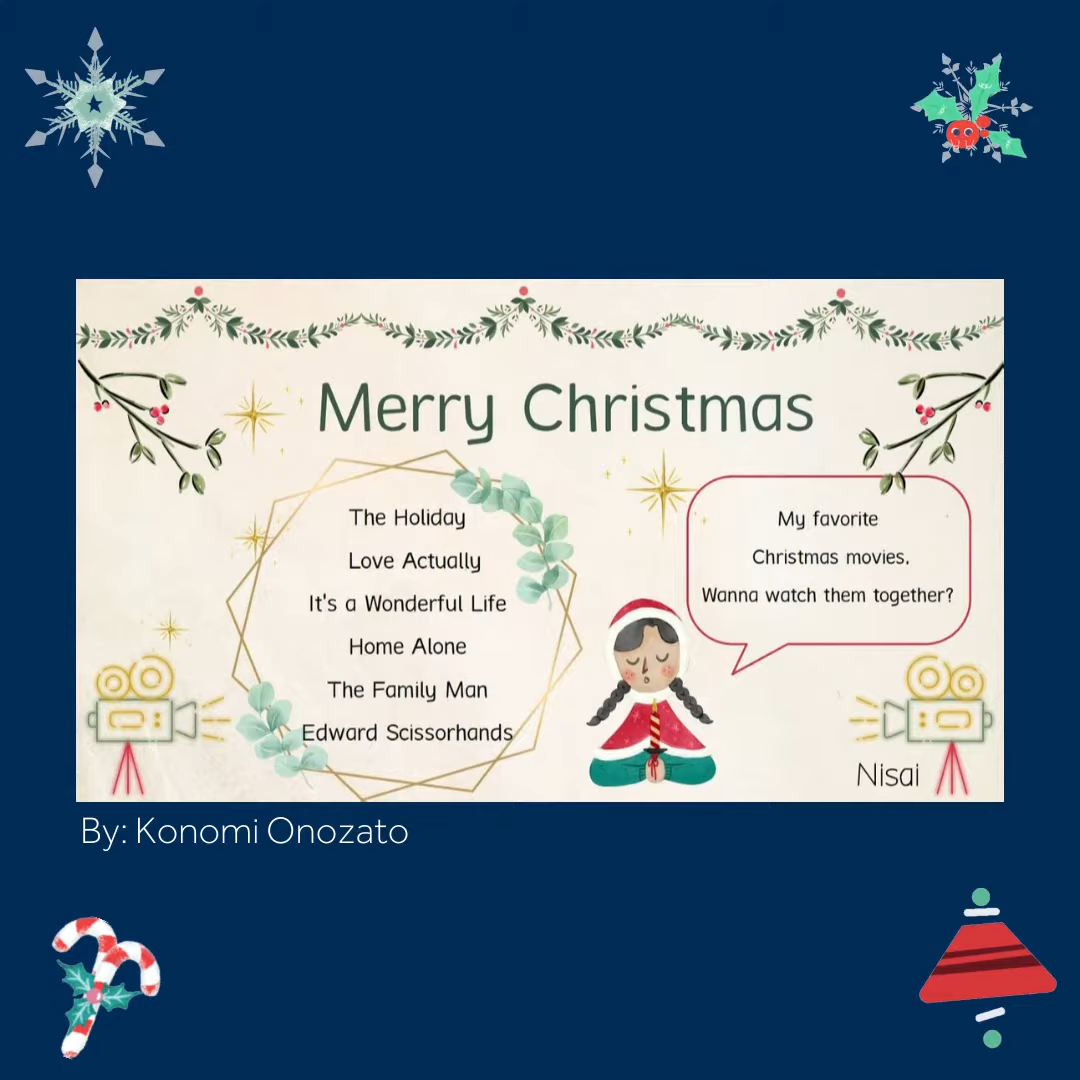 Merry Christmas
The Holiday
Love Actually
It's a Wonderful Life
Home Alone
The Family Man
Edward Scissorhands
My favorite
Christmas movies.
Wanna watch them together?
Nisai
By: Konomi Onozato